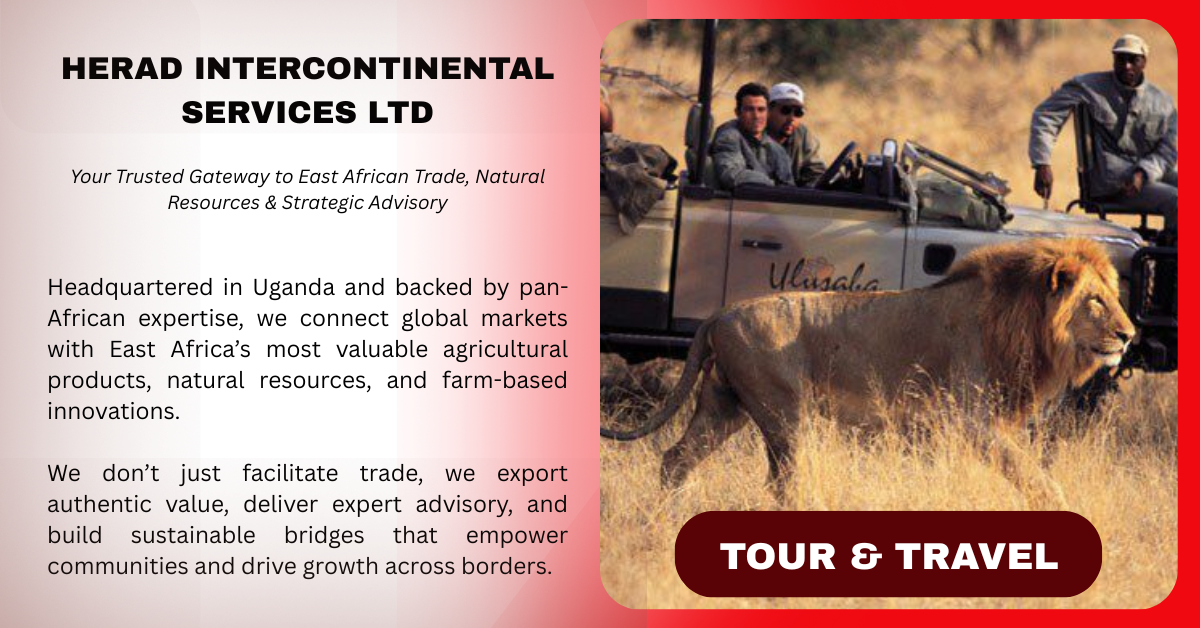 HERAD INTERCONTINENTAL
SERVICES LTD
Your Trusted Gateway to East African Trade, Natural
Resources & Strategic Advisory
Headquartered in Uganda and backed by pan-
African expertise, we connect global markets
with East Africa’s most valuable agricultural
products, natural resources, and farm-based
innovations.
We don’t just facilitate trade, we export
authentic value, deliver expert advisory, and
build sustainable bridges that empower
communities and drive growth across borders.
Ulusaba
TOUR & TRAVEL